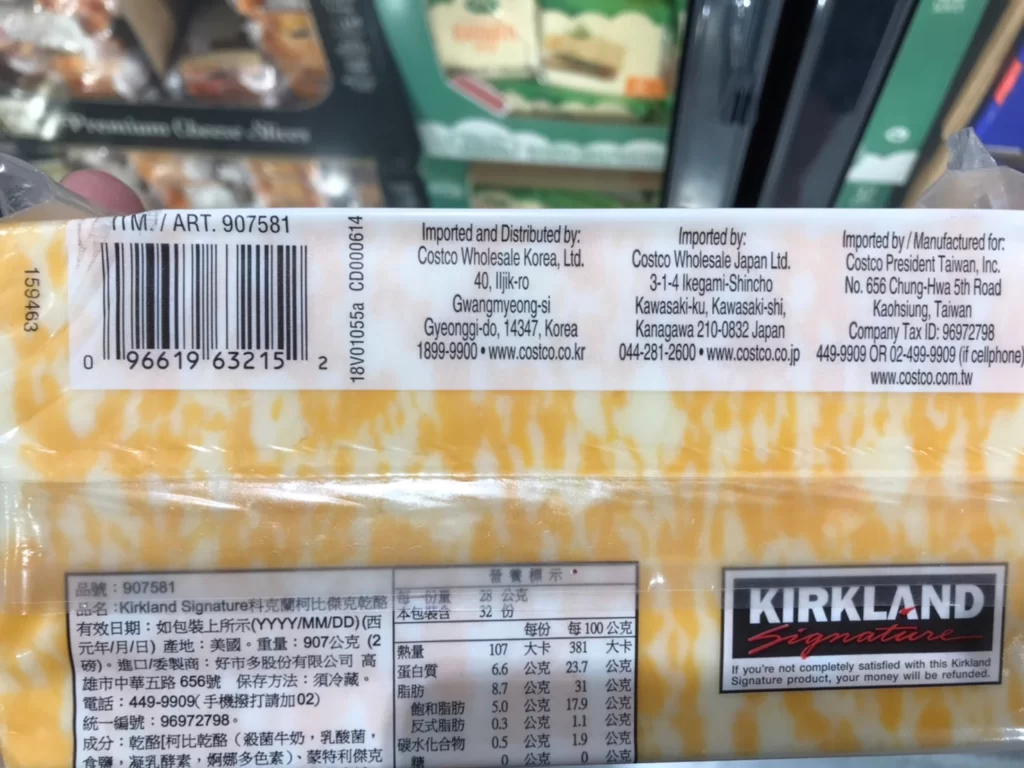 Premium Cheese Slices
ITM. / ART. 907581
0 96619 63215 2
159463
18V01055a CD000614
Imported and Distributed by:
Costco Wholesale Korea, Ltd.
40, Iljik-ro
Gwangmyeong-si
Gyeonggi-do, 14347, Korea
1899-9900 • www.costco.co.kr
Imported by:
Costco Wholesale Japan Ltd.
3-1-4 Ikegami-Shincho
Kawasaki-ku, Kawasaki-shi,
Kanagawa 210-0832 Japan
044-281-2600 • www.costco.co.jp
Imported by / Manufactured for:
Costco President Taiwan, Inc.
No. 656 Chung-Hwa 5th Road
Kaohsiung, Taiwan
Company Tax ID: 96972798
449-9909 OR 02-499-9909 (if cellphone)
www.costco.com.tw
品號：907581
品名：Kirkland Signature科克蘭柯比傑克乾酪
有效日期：如包裝上所示(YYYY/MM/DD)(西
元年/月/日) 產地：美國。重量：907公克 (2
磅)。進口/委製商：好市多股份有限公司 高
雄市中華五路 656號 保存方法：須冷藏。
電話：449-9909(手機撥打請加02)
統一編號：96972798。
成分：乾酪[柯比乾酪（殺菌牛奶，乳酸菌，
食鹽，凝乳酵素，婀娜多色素)、蒙特利傑克
營養標示
每一份量 28 公克
本包裝含 32 份
每份 每 100 公克
熱量 107 大卡 381 大卡
蛋白質 6.6 公克 23.7 公克
脂肪 8.7 公克 31 公克
飽和脂肪 5.0 公克 17.9 公克
反式脂肪 0.3 公克 1.1 公克
碳水化合物 0.5 公克 1.9 公克
糖 0 公克 0 公克
KIRKLAND
Signature
If you're not completely satisfied with this Kirkland
Signature product, your money will be refunded.